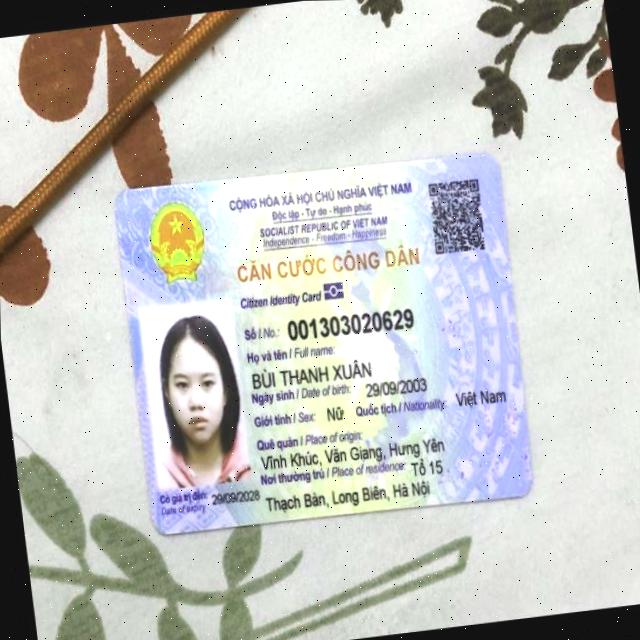 CỘNG HÒA XÃ HỘI CHỦ NGHĨA VIỆT NAM
Độc lập - Tự do - Hạnh phúc
SOCIALIST REPUBLIC OF VIET NAM
Independence - Freedom - Happiness
CĂN CƯỚC CÔNG DÂN
Citizen Identity Card
Số / No.: 001303020629
Họ và tên / Full name:
BÙI THANH XUÂN
Ngày sinh / Date of birth: 29/09/2003
Giới tính / Sex: Nữ Quốc tịch / Nationality: Việt Nam
Quê quán / Place of origin:
Vĩnh Khúc, Văn Giang, Hưng Yên
Nơi thường trú / Place of residence: Tổ 15
Thạch Bàn, Long Biên, Hà Nội
Có giá trị đến: 29/09/2028
Date of expiry